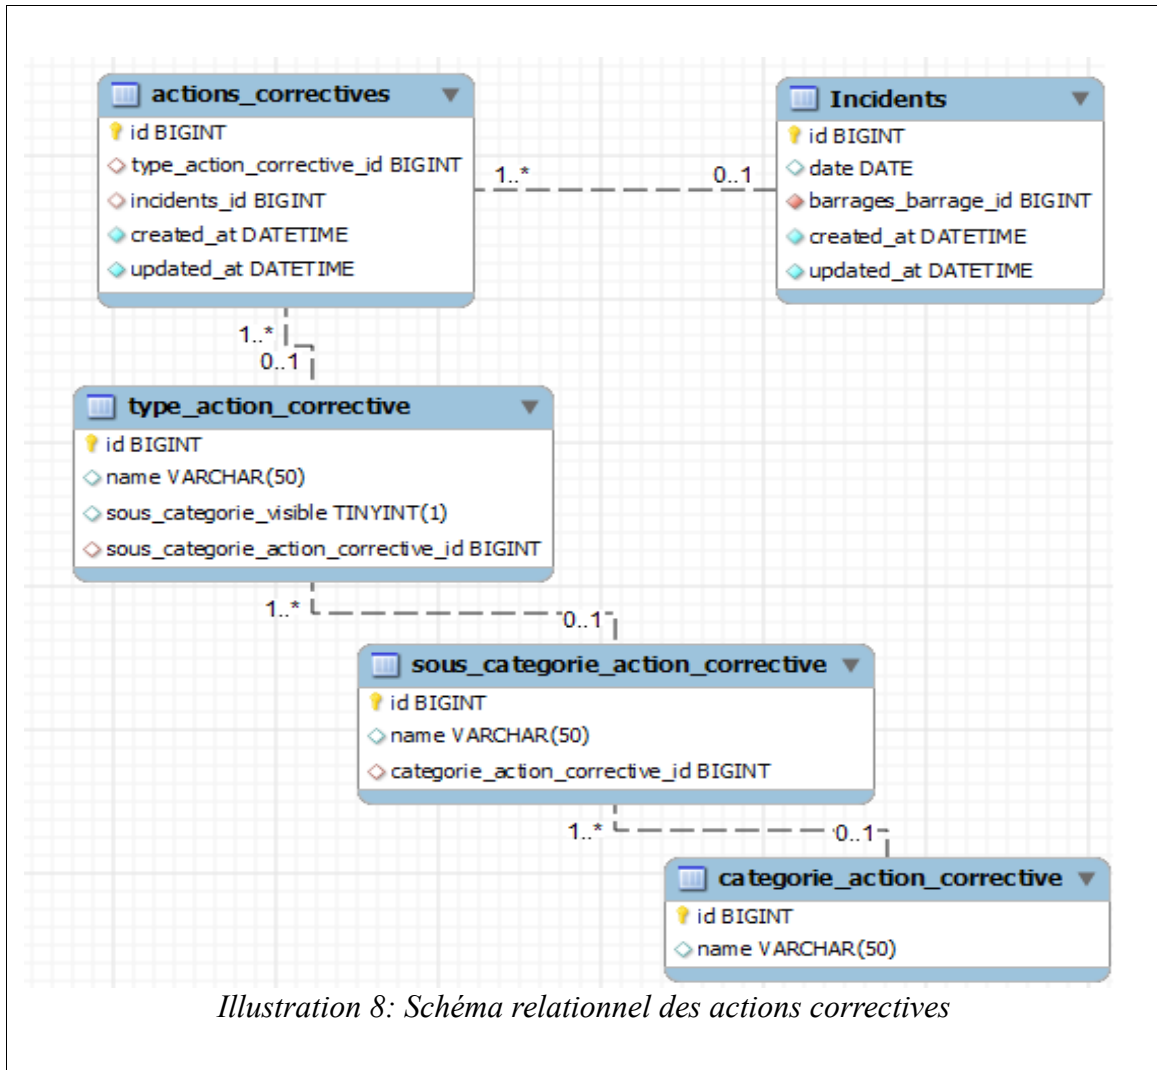 actions_correctives
id BIGINT
type_action_corrective_id BIGINT
incidents_id BIGINT
created_at DATETIME
updated_at DATETIME
Incidents
id BIGINT
date DATE
barrages_barrage_id BIGINT
created_at DATETIME
updated_at DATETIME
1..*
0..1
1..*
0..1
type_action_corrective
id BIGINT
name VARCHAR(50)
sous_categorie_visible TINYINT(1)
sous_categorie_action_corrective_id BIGINT
1..*
0..1
sous_categorie_action_corrective
id BIGINT
name VARCHAR(50)
categorie_action_corrective_id BIGINT
1..*
0..1
categorie_action_corrective
id BIGINT
name VARCHAR(50)
Illustration 8: Schéma relationnel des actions correctives